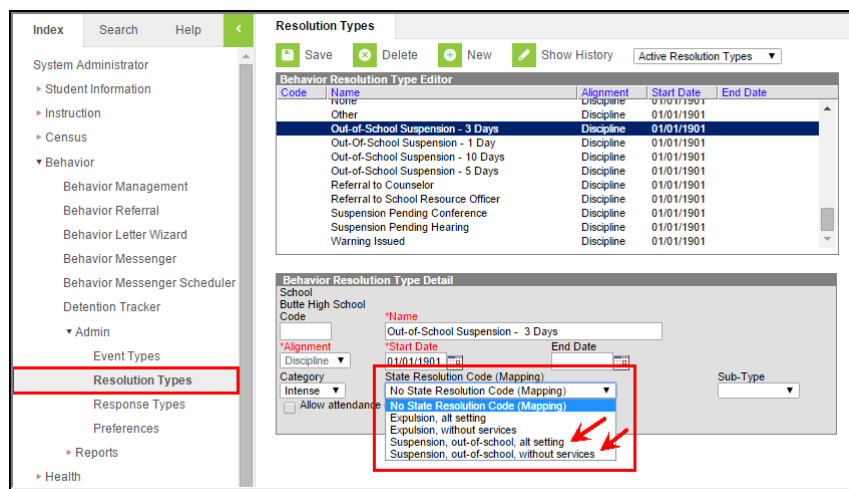 Index Search Help <
System Administrator
Student Information
Instruction
Census
Behavior
Behavior Management
Behavior Referral
Behavior Letter Wizard
Behavior Messenger
Behavior Messenger Scheduler
Detention Tracker
Admin
Event Types
Resolution Types
Response Types
Preferences
Reports
Health
Resolution Types
Save Delete New Show History Active Resolution Types
Behavior Resolution Type Editor
Code Name Alignment Start Date End Date
None Discipline 01/01/1901
Other Discipline 01/01/1901
Out-of-School Suspension - 3 Days Discipline 01/01/1901
Out-Of-School Suspension - 1 Day Discipline 01/01/1901
Out-of-School Suspension - 10 Days Discipline 01/01/1901
Out-of-School Suspension - 5 Days Discipline 01/01/1901
Referral to Counselor Discipline 01/01/1901
Referral to School Resource Officer Discipline 01/01/1901
Suspension Pending Conference Discipline 01/01/1901
Suspension Pending Hearing Discipline 01/01/1901
Warning Issued Discipline 01/01/1901
Behavior Resolution Type Detail
School
Butte High School
Code *Name
Out-of-School Suspension - 3 Days
*Alignment *Start Date End Date
Discipline 01/01/1901
Category State Resolution Code (Mapping) Sub-Type
Intense No State Resolution Code (Mapping)
Allow attendance No State Resolution Code (Mapping)
Expulsion, alt setting
Expulsion, without services
Suspension, out-of-school, alt setting
Suspension, out-of-school, without services